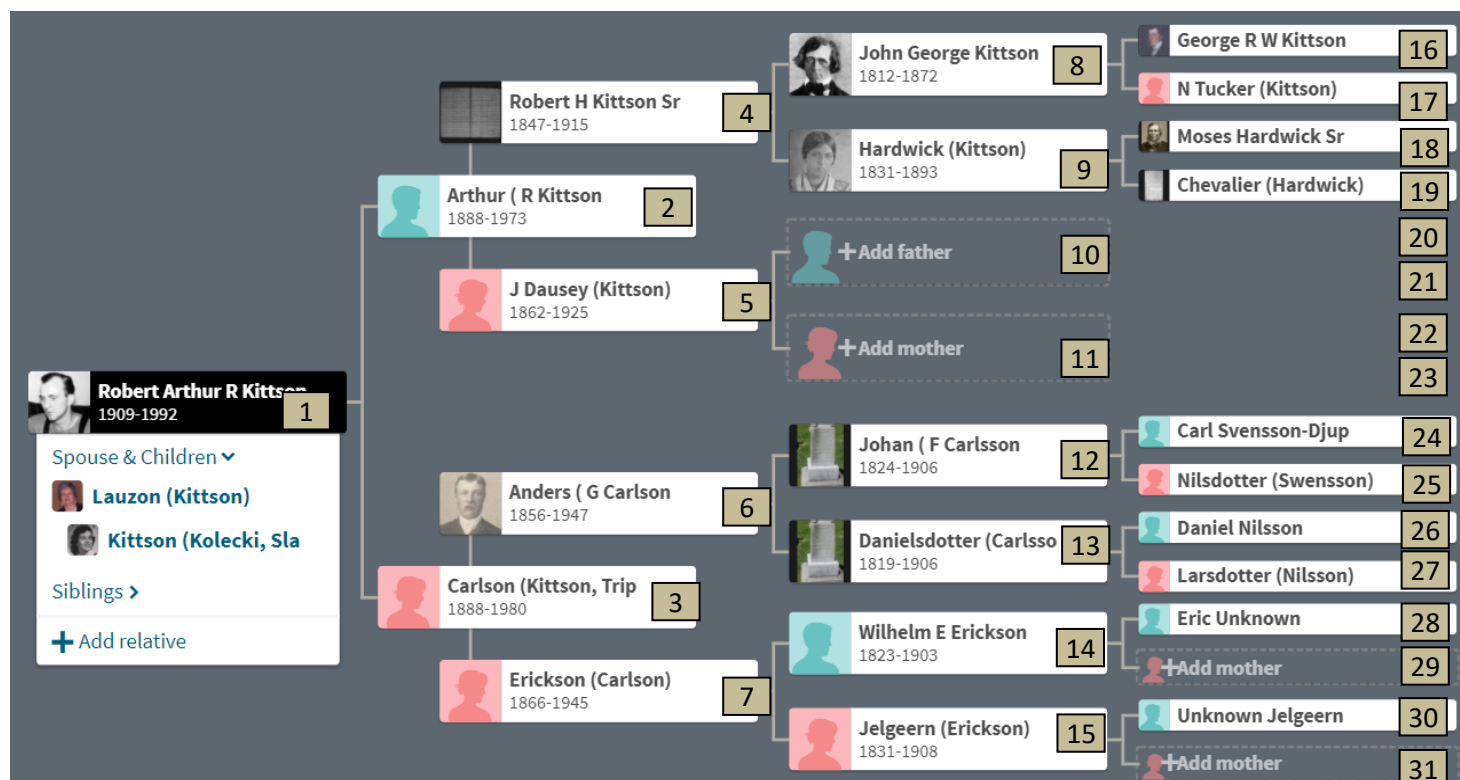 George R W Kittson
16
John George Kittson
1812-1872
8
N Tucker (Kittson)
17
Robert H Kittson Sr
1847-1915
4
Moses Hardwick Sr
18
Hardwick (Kittson)
1831-1893
9
Chevalier (Hardwick)
19
Arthur ( R Kittson
1888-1973
2
20
+Add father
10
21
J Dausey (Kittson)
1862-1925
5
22
+Add mother
11
23
Robert Arthur R Kittson
1909-1992
1
Spouse & Children
Lauzon (Kittson)
Kittson (Kolecki, Sla
Siblings
+ Add relative
Carl Svensson-Djup
24
Johan ( F Carlsson
1824-1906
12
Nilsdotter (Swensson)
25
Anders ( G Carlson
1856-1947
6
Daniel Nilsson
26
Danielsdotter (Carlsso
1819-1906
13
Larsdotter (Nilsson)
27
Carlson (Kittson, Trip
1888-1980
3
Eric Unknown
28
Wilhelm E Erickson
1823-1903
14
+Add mother
29
Erickson (Carlson)
1866-1945
7
Unknown Jelgeern
30
Jelgeern (Erickson)
1831-1908
15
+Add mother
31